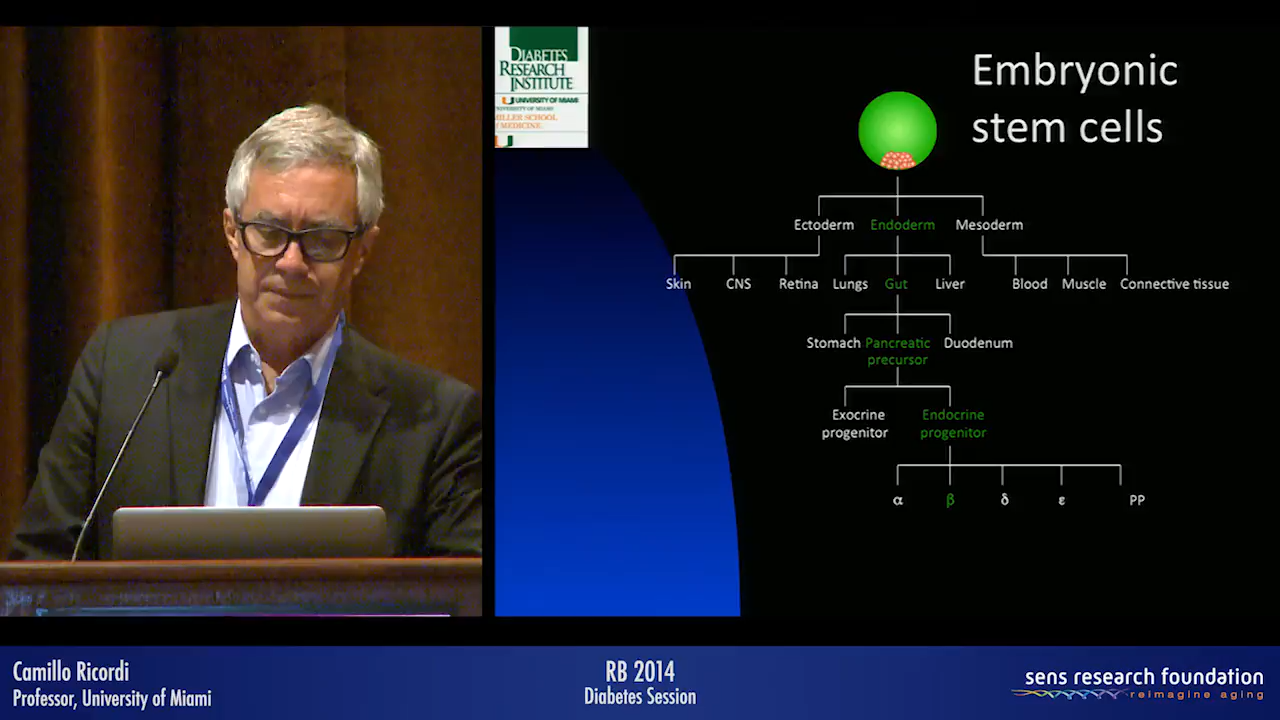 DIABETES
RESEARCH
INSTITUTE
UNIVERSITY OF MIAMI
MILLER SCHOOL
OF MEDICINE
Embryonic
stem cells
Ectoderm Endoderm Mesoderm
Skin CNS Retina Lungs Gut Liver Blood Muscle Connective tissue
Stomach Pancreatic precursor Duodenum
Exocrine progenitor Endocrine progenitor
α β δ ε PP
Camillo Ricordi
Professor, University of Miami
RB 2014
Diabetes Session
sens research foundation
reimagine aging